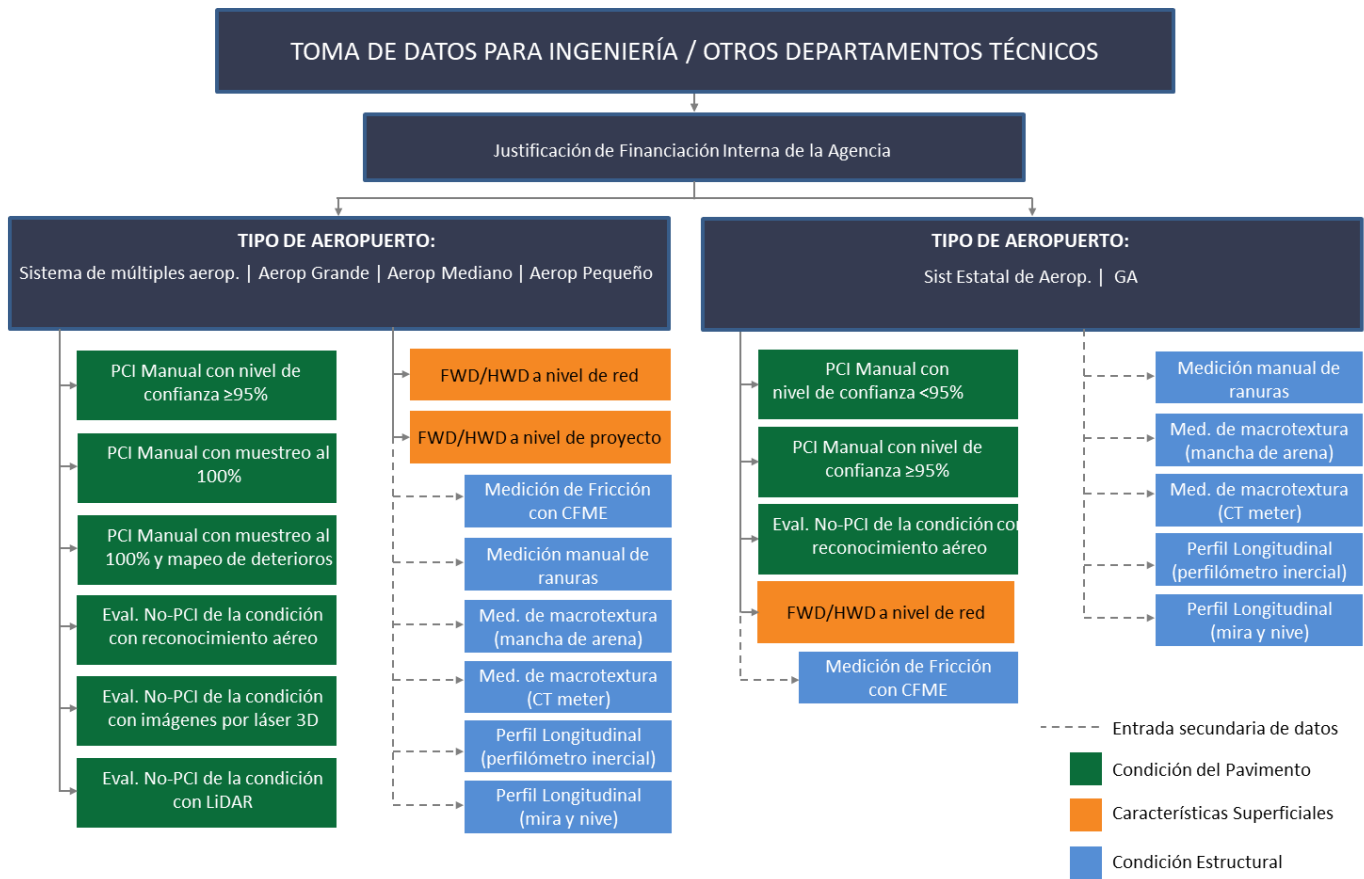 TOMA DE DATOS PARA INGENIERÍA / OTROS DEPARTAMENTOS TÉCNICOS
Justificación de Financiación Interna de la Agencia
TIPO DE AEROPUERTO:
Sistema de múltiples aerop. | Aerop Grande | Aerop Mediano | Aerop Pequeño
PCI Manual con nivel de
confianza ≥95%
PCI Manual con muestreo al
100%
PCI Manual con muestreo al
100% y mapeo de deterioros
Eval. No-PCI de la condición
con reconocimiento aéreo
Eval. No-PCI de la condición
con imágenes por láser 3D
Eval. No-PCI de la condición
con LiDAR
FWD/HWD a nivel de red
FWD/HWD a nivel de proyecto
Medición de Fricción
con CFME
Medición manual de
ranuras
Med. de macrotextura
(mancha de arena)
Med. de macrotextura
(CT meter)
Perfil Longitudinal
(perfilómetro inercial)
Perfil Longitudinal
(mira y nive)
TIPO DE AEROPUERTO:
Sist Estatal de Aerop. | GA
PCI Manual con
nivel de confianza <95%
PCI Manual con nivel de
confianza ≥95%
Eval. No-PCI de la condición con
reconocimiento aéreo
FWD/HWD a nivel de red
Medición de Fricción
con CFME
Medición manual de
ranuras
Med. de macrotextura
(mancha de arena)
Med. de macrotextura
(CT meter)
Perfil Longitudinal
(perfilómetro inercial)
Perfil Longitudinal
(mira y nive)
Entrada secundaria de datos
Condición del Pavimento
Característícas Superficiales
Condición Estructural